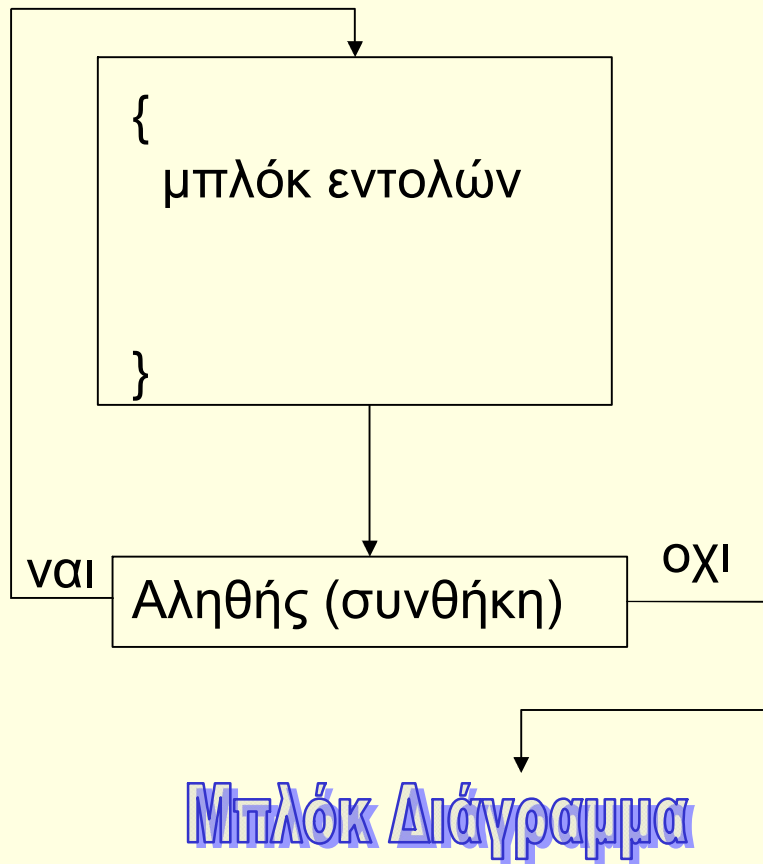 {
μπλόκ εντολών
}
ναι
Αληθής (συνθήκη)
οχι
Μπλόκ Διάγραμμα